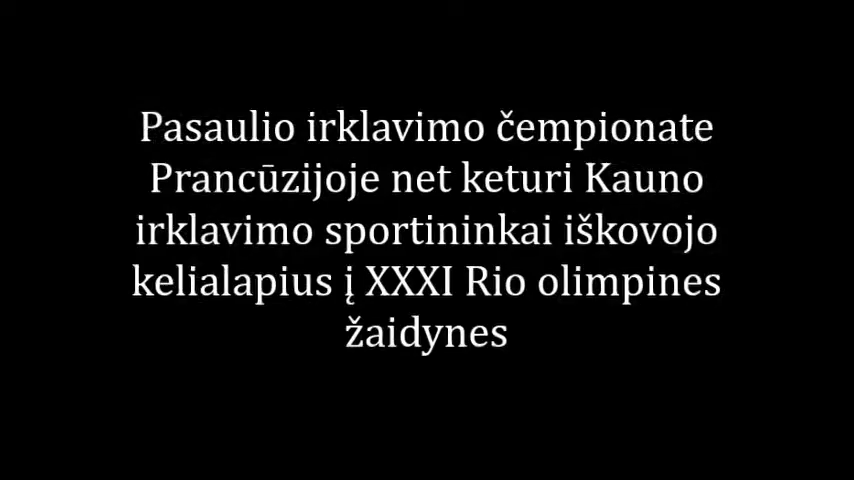 Pasaulio irklavimo čempionate
Prancūzijoje net keturi Kauno
irklavimo sportininkai iškovojo
kelialapius į XXXI Rio olimpines
žaidynes